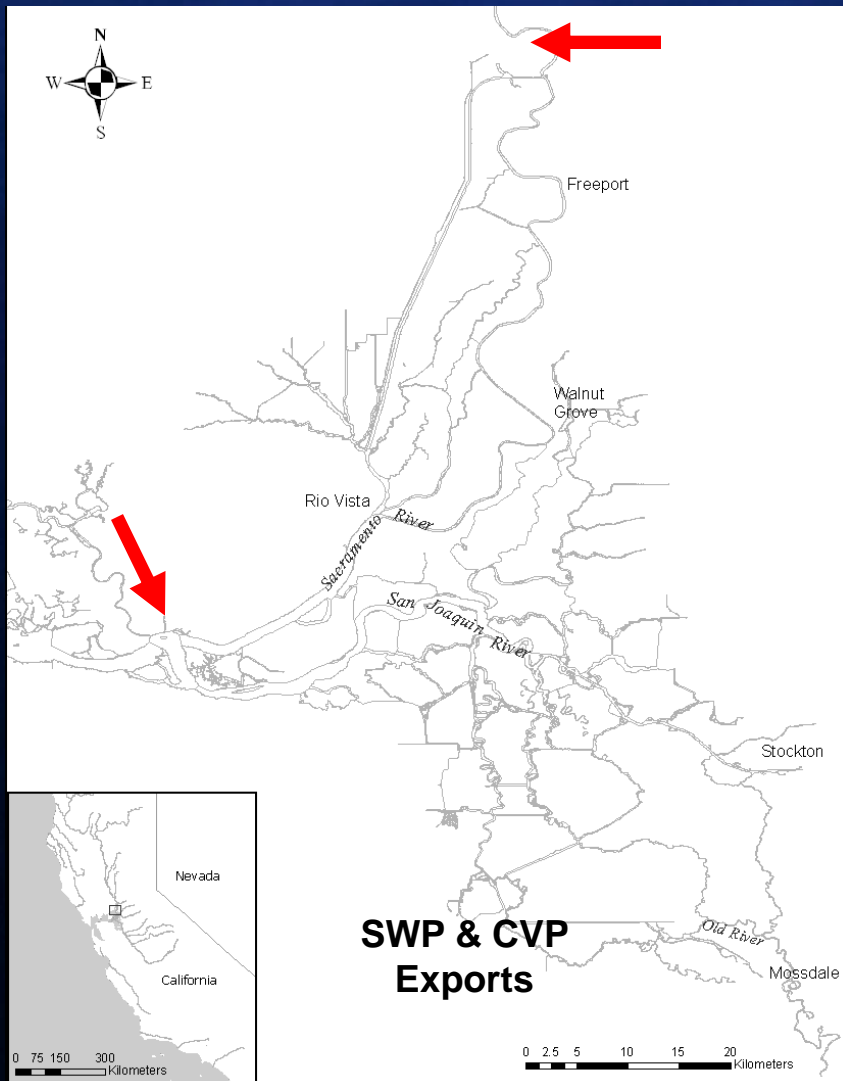 N
W E
S
Freeport
Walnut
Grove
Rio Vista
Sacramento River
San Joaquin River
Stockton
SWP & CVP
Exports
Old River
Mossdale
Nevada
California
0 75 150 300
Kilometers
0 2.5 5 10 15 20
Kilometers